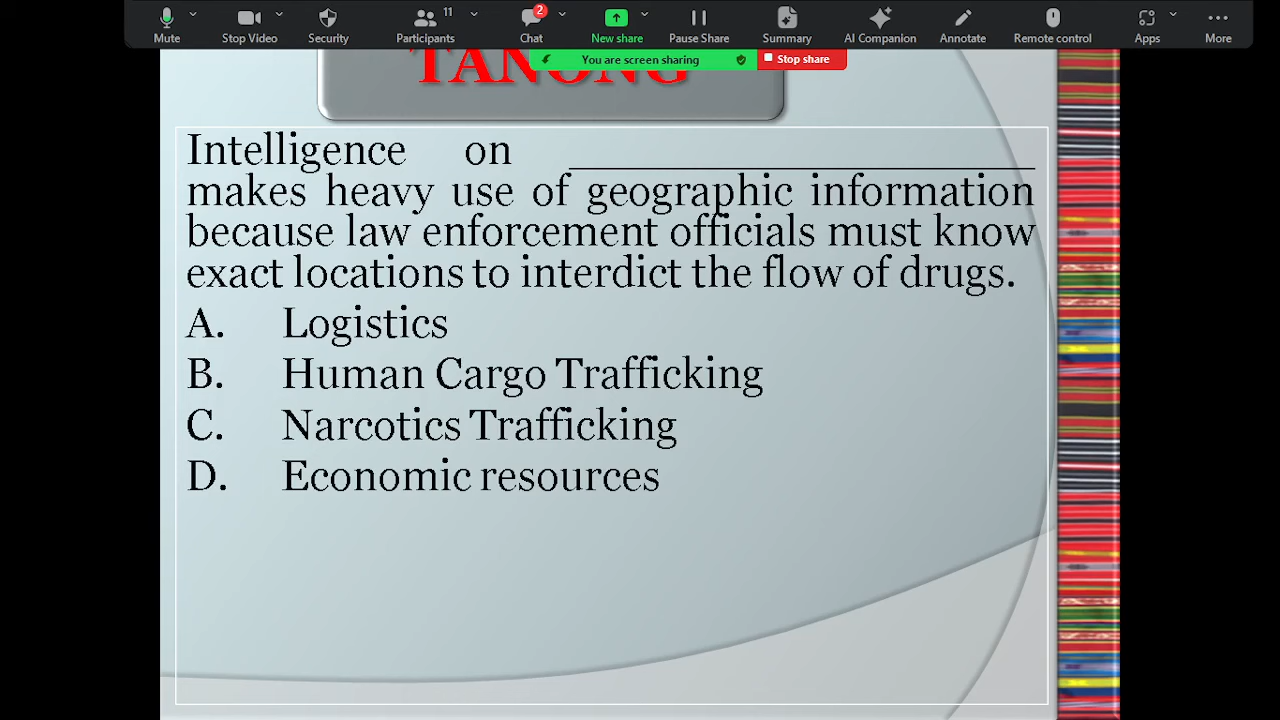 Mute
Stop Video
Security
Participants
11
Chat
2
New share
Pause Share
Summary
AI Companion
Annotate
Remote control
Apps
More
You are screen sharing
Stop share
TANONG
Intelligence on ____________________
makes heavy use of geographic information
because law enforcement officials must know
exact locations to interdict the flow of drugs.
A. Logistics
B. Human Cargo Trafficking
C. Narcotics Trafficking
D. Economic resources